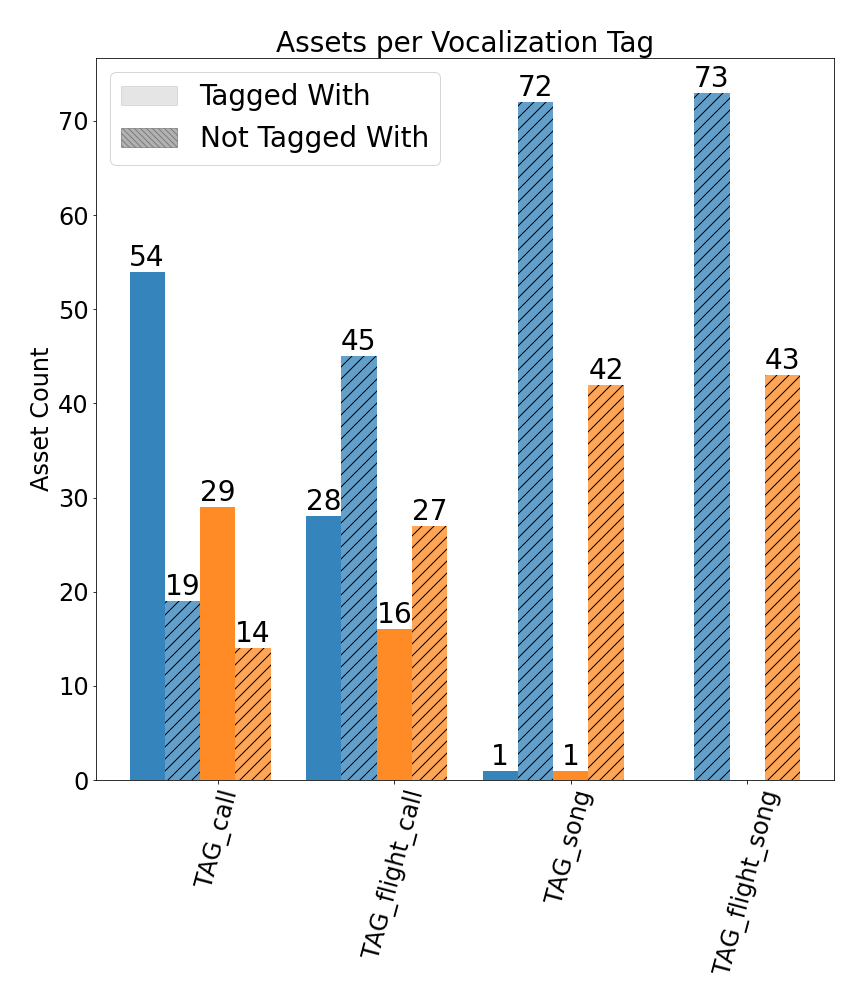 Assets per Vocalization Tag
Tagged With
Not Tagged With
Asset Count
70
60
50
40
30
20
10
0
54
19
29
14
28
45
16
27
1
72
1
42
73
43
TAG_call
TAG_flight_call
TAG_song
TAG_flight_song